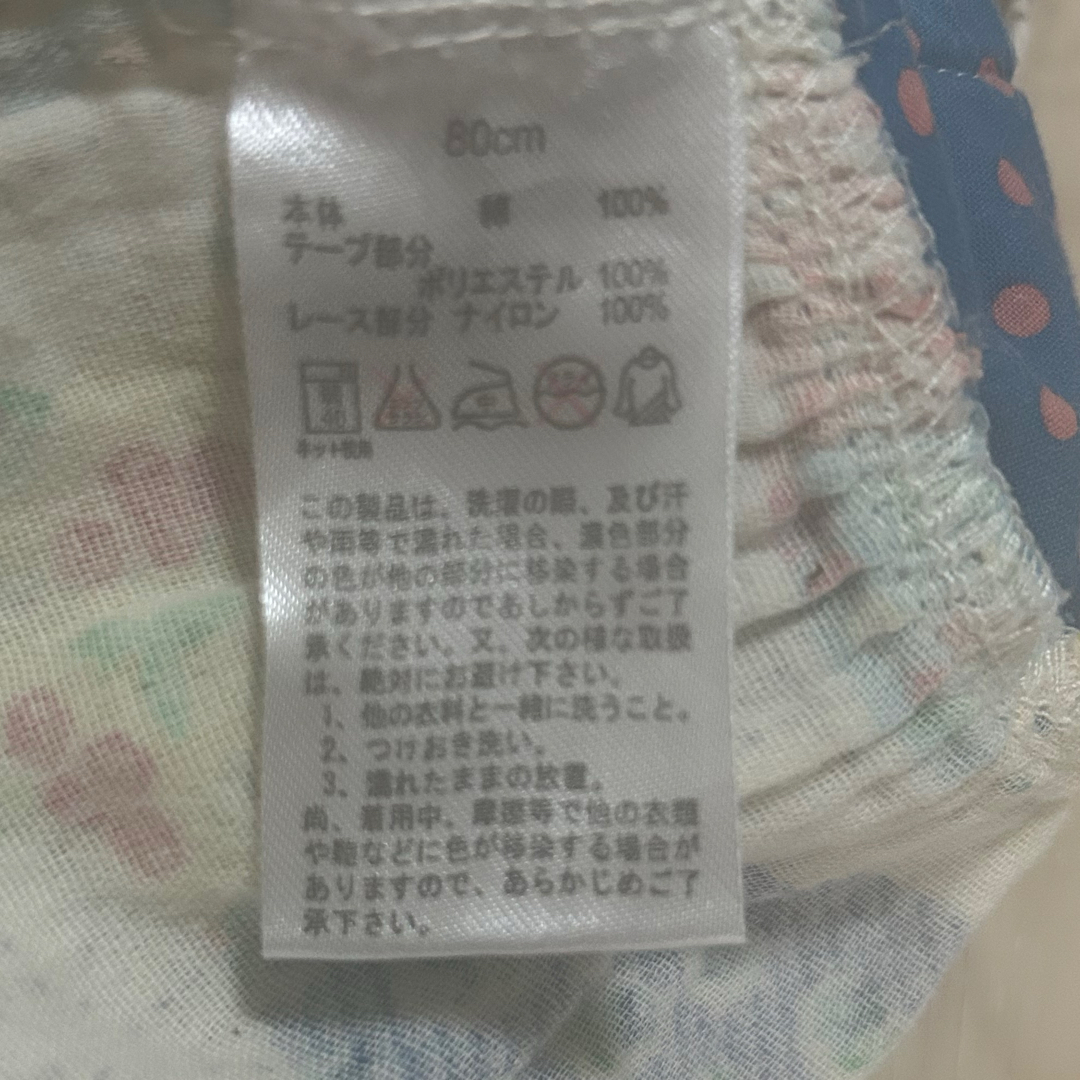 80cm
本体 綿 100%
テープ部分
ポリエステル 100%
レース部分 ナイロン 100%
40
ネット使用
この製品は、洗濯の際、及び汗
や雨等で濡れた場合、濃色部分
の色が他の部分に移染する場合
がありますのであしからずご了
承ください。又、次の様な取扱
は、絶対にお避け下さい。
1、他の衣料と一緒に洗うこと。
2、つけおき洗い。
3、濡れたままの放置。
尚、着用中、摩擦等で他の衣類
や鞄などに色が移染する場合が
ありますので、あらかじめご了
承下さい。